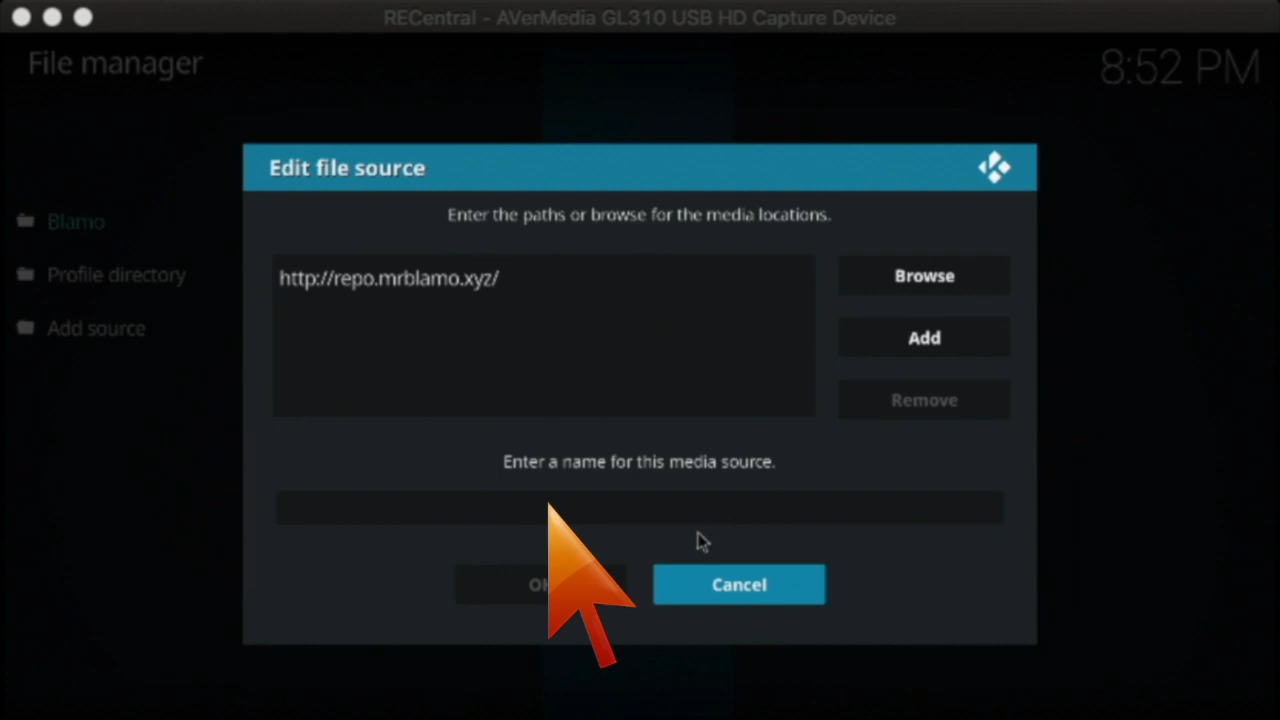 RECentral - AVerMedia GL310 USB HD Capture Device
File manager
8:52 PM
Edit file source
Enter the paths or browse for the media locations.
Blamo
http://repo.mrblamo.xyz/
Browse
Profile directory
Add source
Add
Remove
Enter a name for this media source.
Cancel